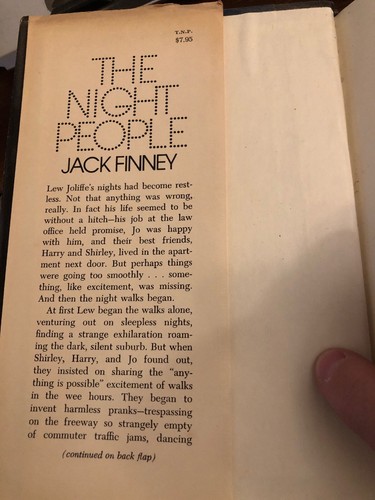 T.N.P.
$7.95
THE
NIGHT
PEOPLE
JACK FINNEY
Lew Joliffe's nights had become rest-
less. Not that anything was wrong,
really. In fact his life seemed to be
without a hitch—his job at the law
office held promise, Jo was happy
with him, and their best friends,
Harry and Shirley, lived in the apart-
ment next door. But perhaps things
were going too smoothly . . . some-
thing, like excitement, was missing.
And then the night walks began.
At first Lew began the walks alone,
venturing out on sleepless nights,
finding a strange exhilaration roam-
ing the dark, silent suburb. But when
Shirley, Harry, and Jo found out,
they insisted on sharing the "any-
thing is possible" excitement of walks
in the wee hours. They began to
invent harmless pranks—trespassing
on the freeway so strangely empty
of commuter traffic jams, dancing
(continued on back flap)